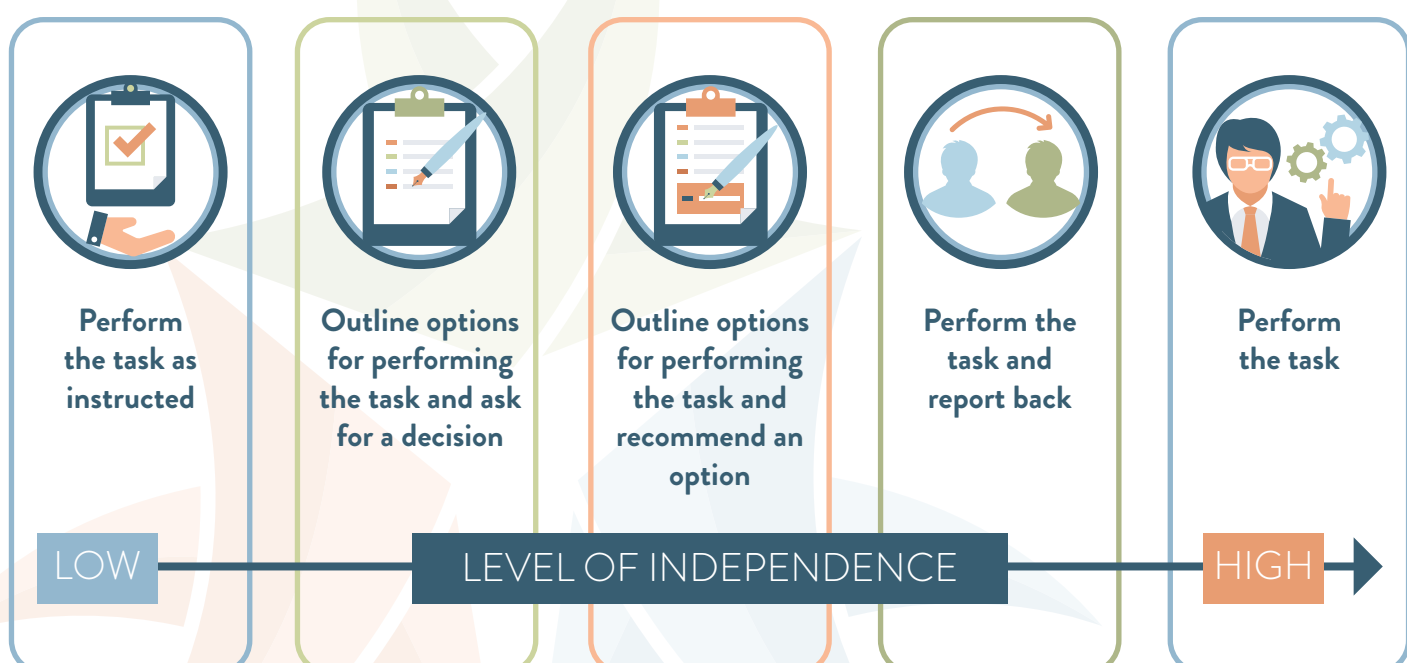 Perform
the task as
instructed
Outline options
for performing
the task and ask
for a decision
Outline options
for performing
the task and
recommend an
option
Perform the
task and
report back
Perform
the task
LOW
LEVEL OF INDEPENDENCE
HIGH